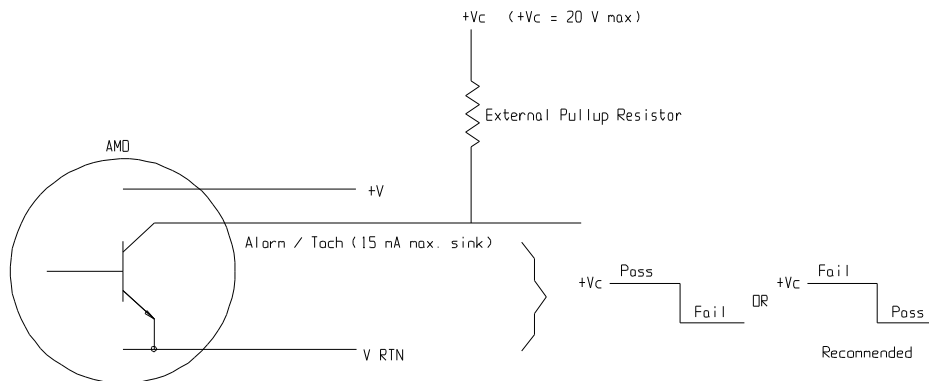 +Vc (+Vc = 20 V max)
External Pullup Resistor
AMD
+V
Alarm / Tach (15 mA max. sink)
+Vc Pass Fail OR +Vc Fail Pass
V RTN
Recommended